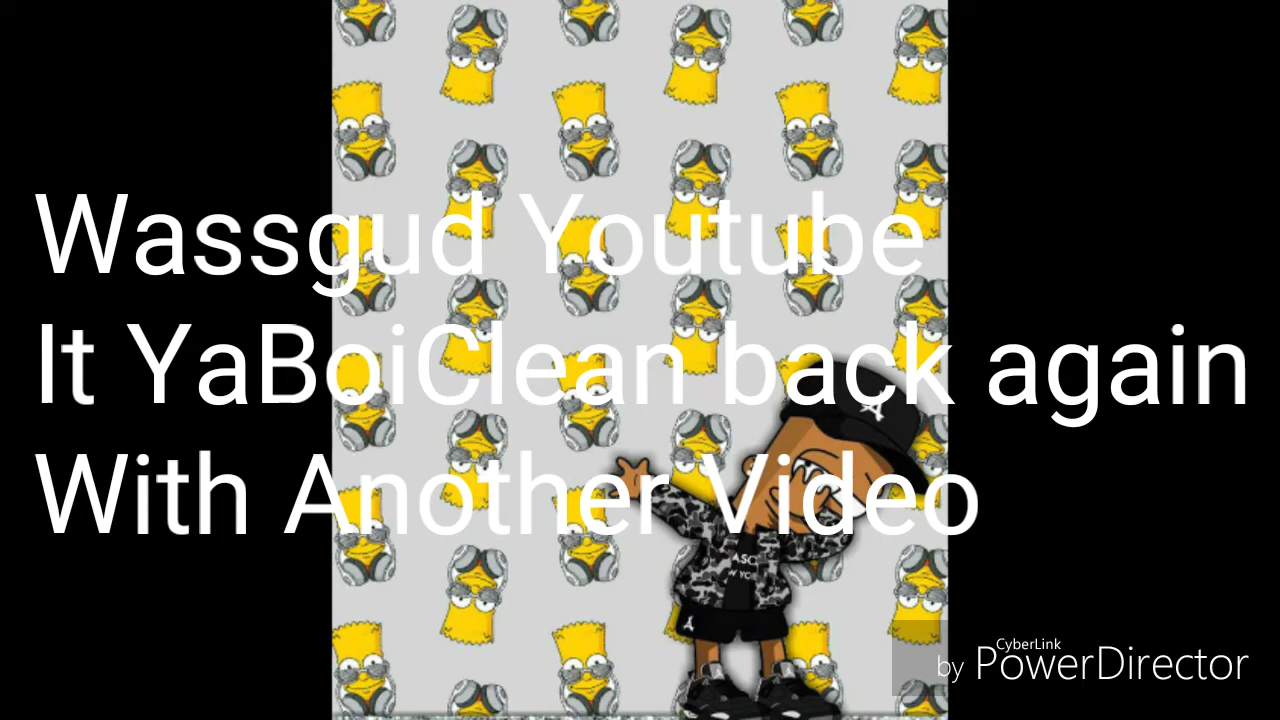 Wassgud Youtube
It YaBoiClean back again
With Another Video
CyberLink
by PowerDirector